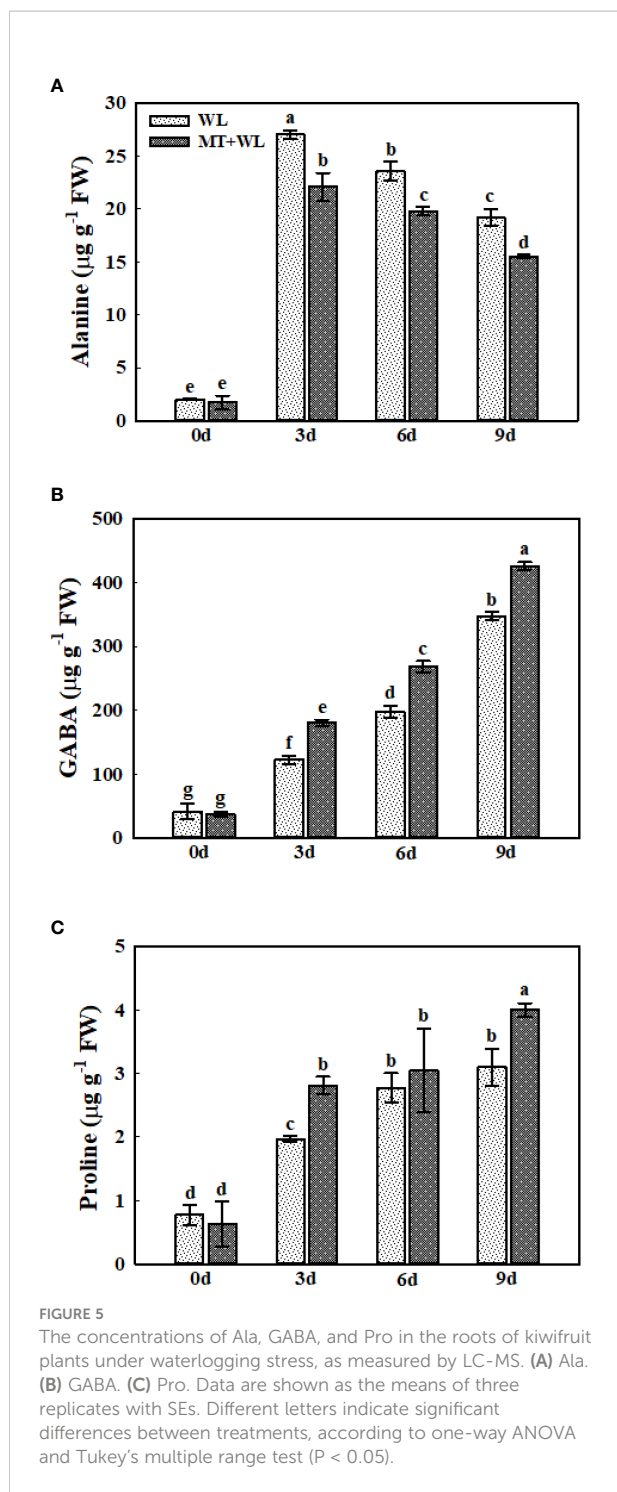 A
30
25
20
15
10
5
0
Alanine (µg g-1 FW)
WL
MT+WL
a
b
b
c
c
d
e e
0d 3d 6d 9d
B
500
400
300
200
100
0
GABA (µg g-1 FW)
a
b
c
d
e
f
g g
0d 3d 6d 9d
C
5
4
3
2
1
0
Proline (µg g-1 FW)
a
b b b b
c
d d
0d 3d 6d 9d
FIGURE 5
The concentrations of Ala, GABA, and Pro in the roots of kiwifruit
plants under waterlogging stress, as measured by LC-MS. (A) Ala.
(B) GABA. (C) Pro. Data are shown as the means of three
replicates with SEs. Different letters indicate significant
differences between treatments, according to one-way ANOVA
and Tukey’s multiple range test (P < 0.05).